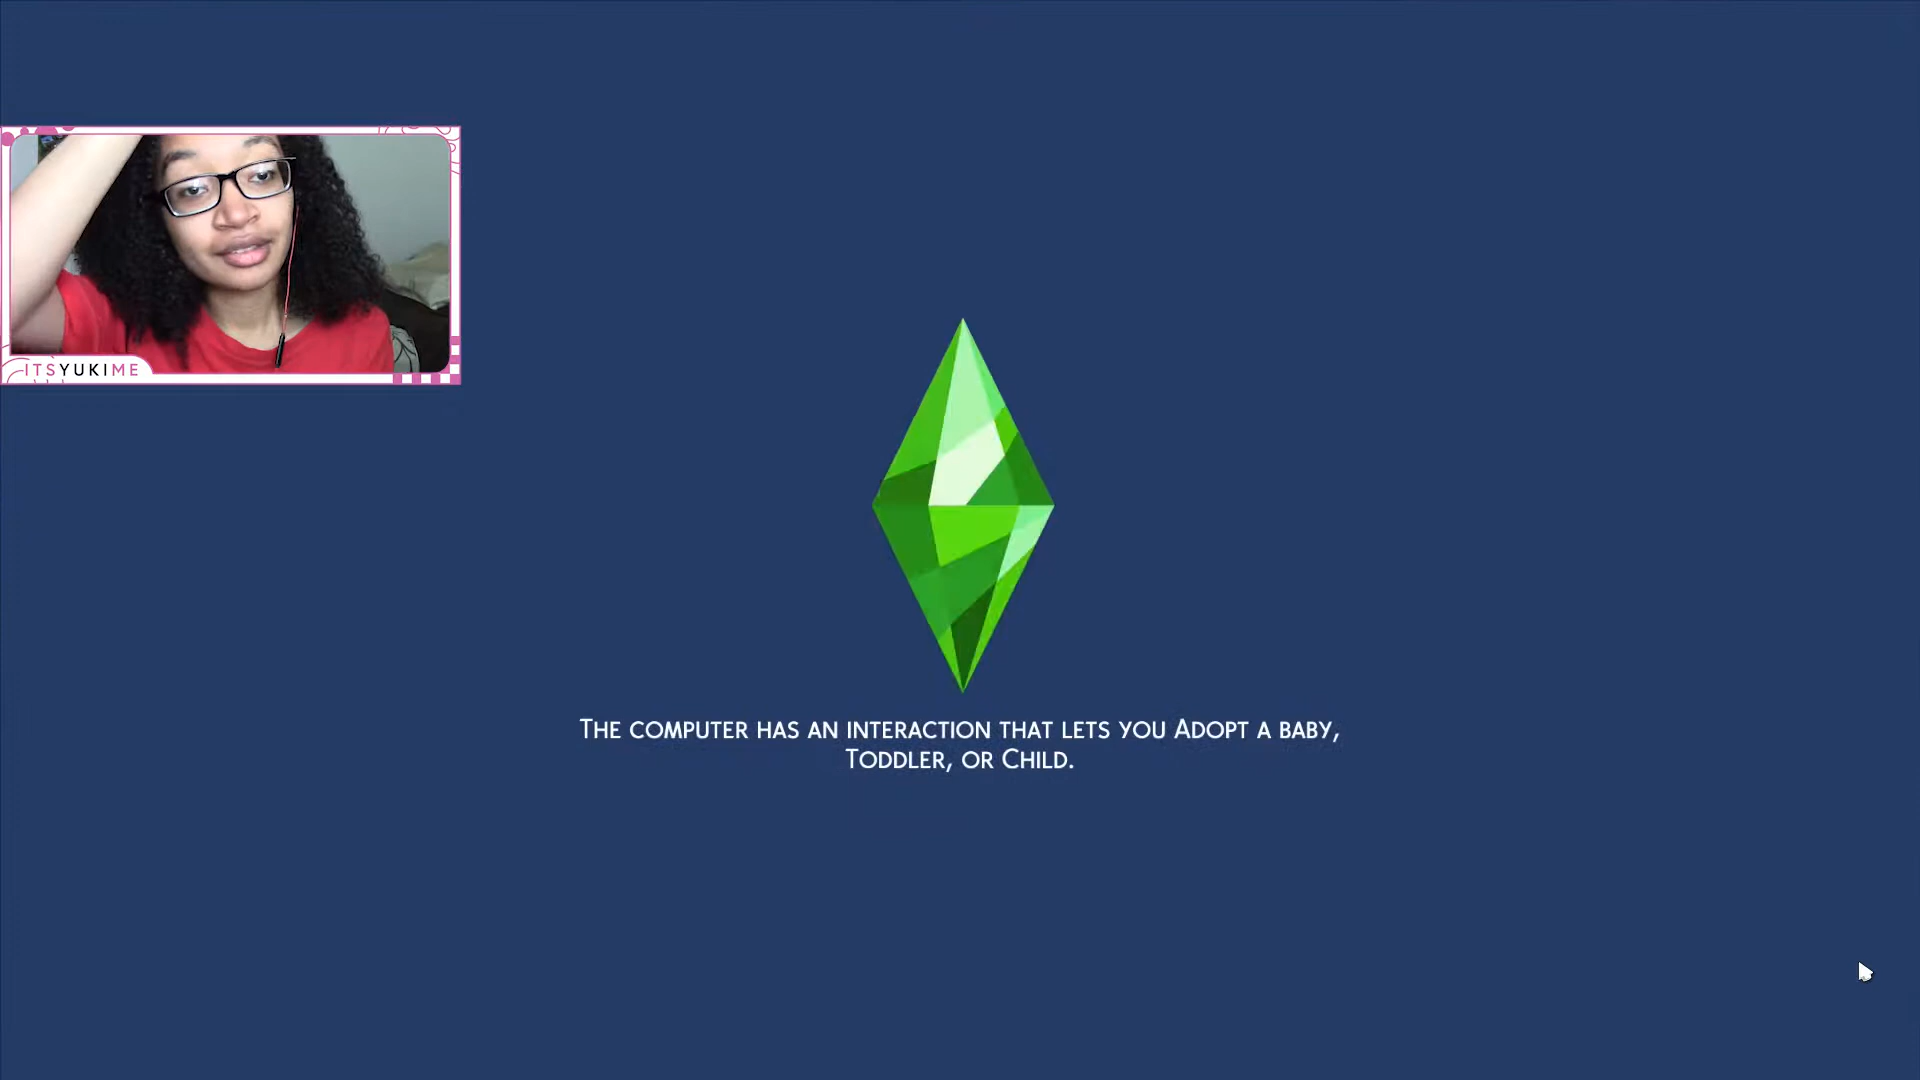 ITSYUKIME
THE COMPUTER HAS AN INTERACTION THAT LETS YOU ADOPT A BABY,
TODDLER, OR CHILD.